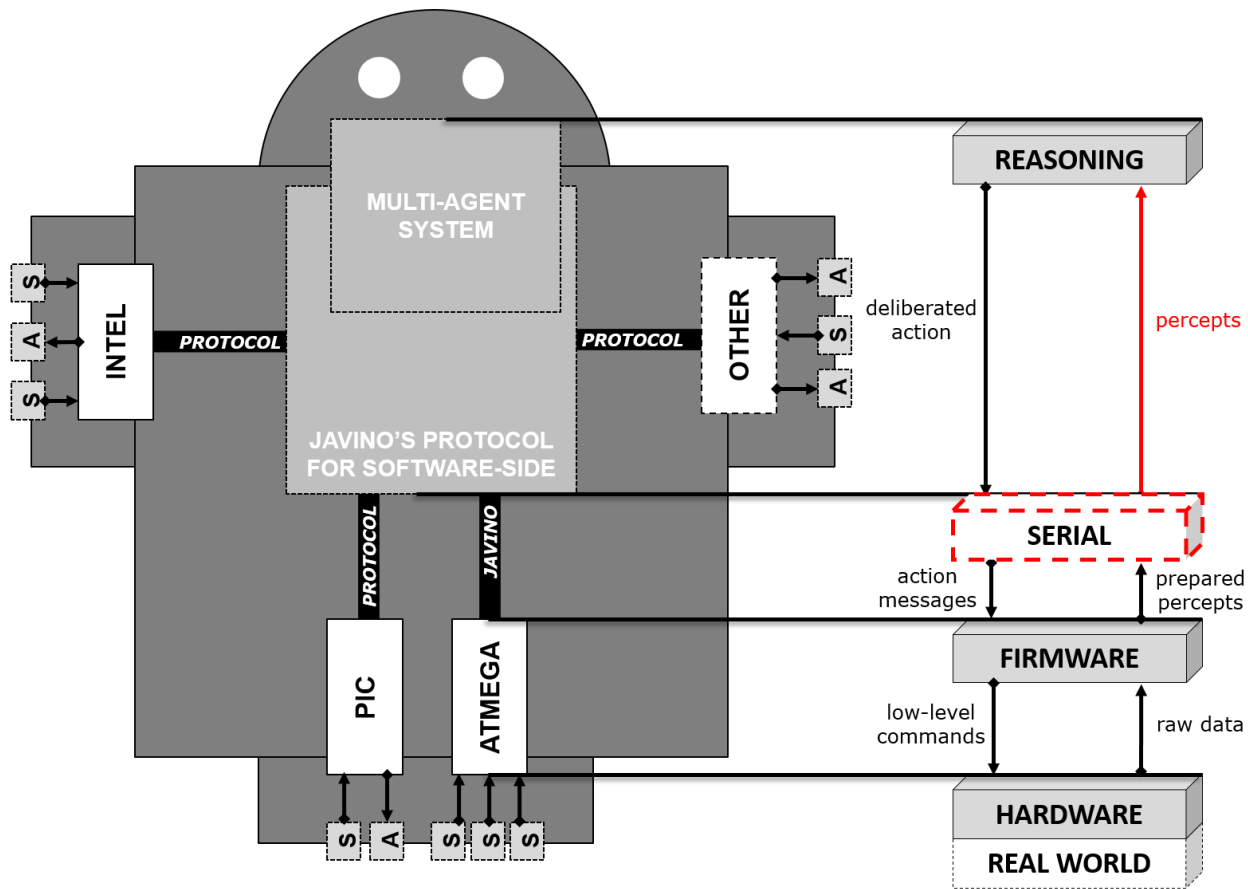 REASONING
MULTI-AGENT
SYSTEM
S
A
S
INTEL
PROTOCOL
PROTOCOL
OTHER
A
S
A
deliberated
action
percepts
JAVINO'S PROTOCOL
FOR SOFTWARE-SIDE
SERIAL
PROTOCOL
JAVINO
action
messages
prepared
percepts
FIRMWARE
PIC
ATMEGA
low-level
commands
raw data
HARDWARE
S
A
S
S
S
REAL WORLD